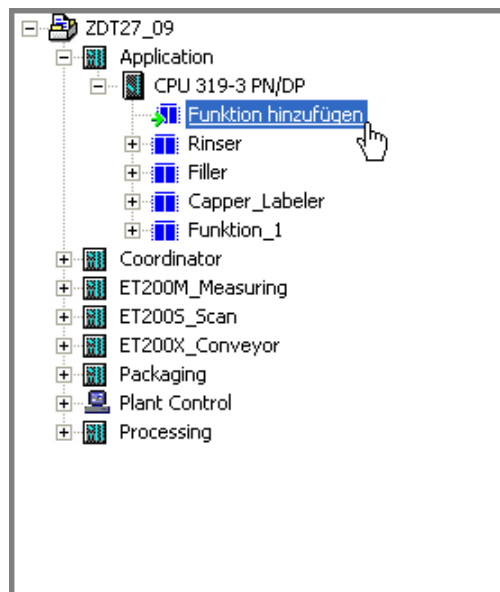 ZDT27_09
Application
CPU 319-3 PN/DP
Funktion hinzufügen
Rinser
Filler
Capper_Labeler
Funktion_1
Coordinator
ET200M_Measuring
ET200S_Scan
ET200X_Conveyor
Packaging
Plant Control
Processing